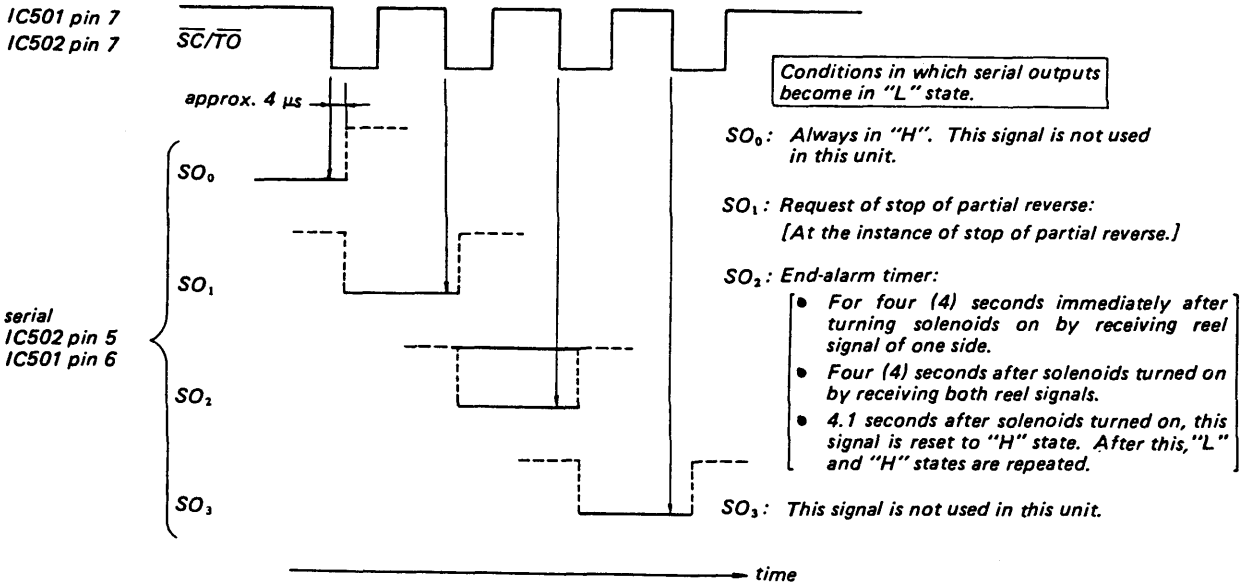 IC501 pin 7
IC502 pin 7
SC/TO
approx. 4 μs
Conditions in which serial outputs
become in "L" state.
SO₀: Always in "H". This signal is not used
in this unit.
SO₀
SO₁: Request of stop of partial reverse:
[At the instance of stop of partial reverse.]
SO₁
SO₂: End-alarm timer:
● For four (4) seconds immediately after
turning solenoids on by receiving reel
signal of one side.
● Four (4) seconds after solenoids turned on
by receiving both reel signals.
● 4.1 seconds after solenoids turned on, this
signal is reset to "H" state. After this, "L"
and "H" states are repeated.
serial
IC502 pin 5
IC501 pin 6
SO₂
SO₃
SO₃: This signal is not used in this unit.
time